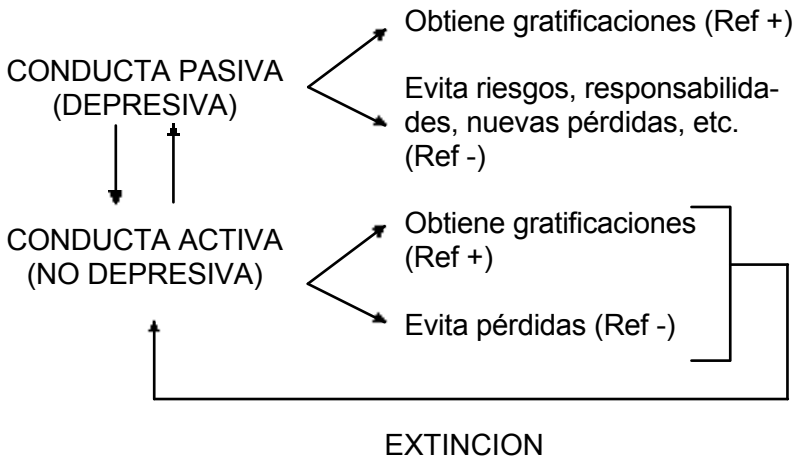 Obtiene gratificaciones (Ref +)
CONDUCTA PASIVA
(DEPRESIVA)
Evita riesgos, responsabilida-
des, nuevas pérdidas, etc.
(Ref -)
CONDUCTA ACTIVA
(NO DEPRESIVA)
Obtiene gratificaciones
(Ref +)
Evita pérdidas (Ref -)
EXTINCION